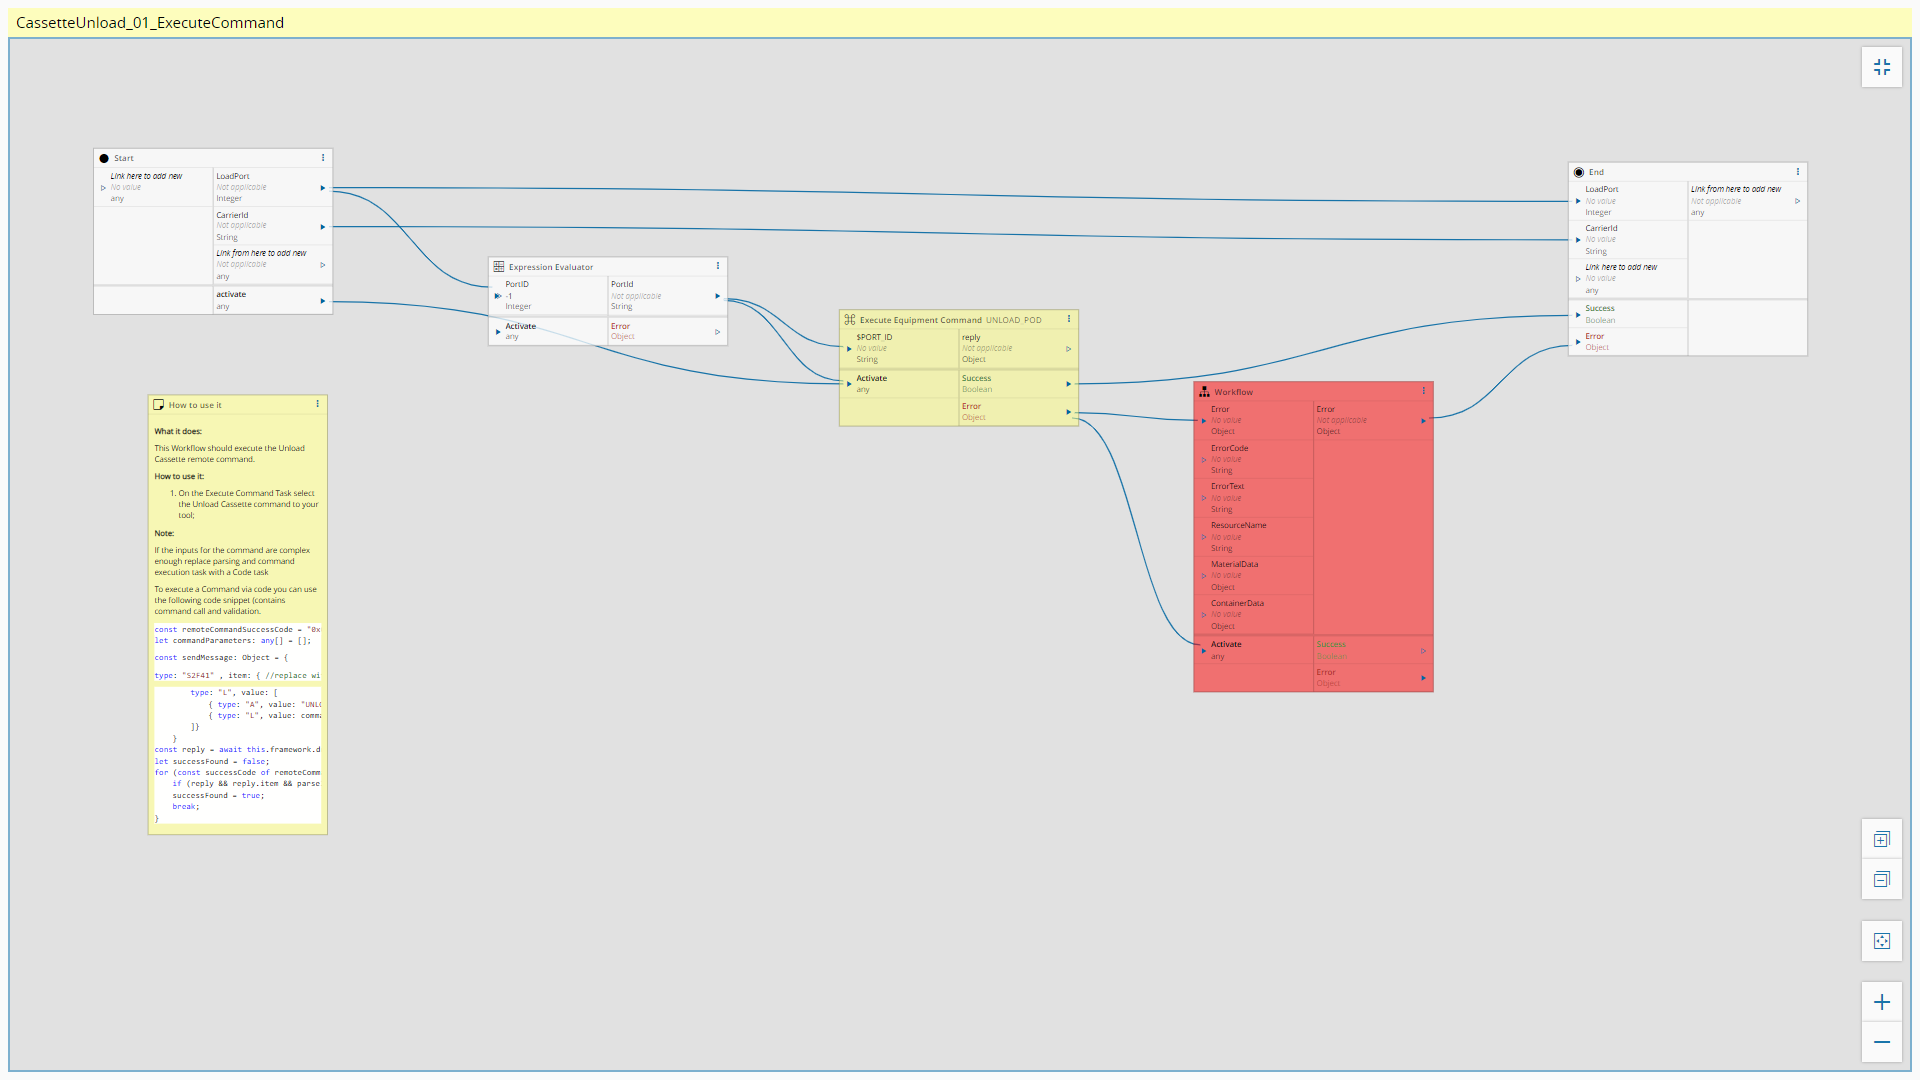 CassetteUnload_01_ExecuteCommand
Start
Link here to add new
No value
any
LoadPort
Not applicable
Integer
CarrierId
Not applicable
String
Link from here to add new
Not applicable
any
activate
any
Expression Evaluator
PortID
-1
Integer
PortId
Not applicable
String
Activate
any
Error
Object
Execute Equipment Command UNLOAD_POD
$PORT_ID
No value
String
reply
Not applicable
Object
Activate
any
Success
Boolean
Error
Object
Workflow
Error
No value
Object
Error
Not applicable
Object
ErrorCode
No value
String
ErrorText
No value
String
ResourceName
No value
String
MaterialData
No value
Object
ContainerData
No value
Object
Activate
any
Success
Boolean
Error
Object
End
LoadPort
No value
Integer
Link from here to add new
Not applicable
any
CarrierId
No value
String
Link here to add new
No value
any
Success
Boolean
Error
Object
How to use it
What it does:
This Workflow should execute the Unload
Cassette remote command.
How to use it:
1. On the Execute Command Task select
the Unload Cassette command to your
tool;
Note:
If the inputs for the command are complex
enough replace parsing and command
execution task with a Code task
To execute a Command via code you can use
the following code snippet (contains
command call and validation.
const remoteCommandSuccessCode = "0x
let commandParameters: any[] = [];
const sendMessage: Object = {
type: "S2F41" , item: { //replace wi
type: "L", value: [
{ type: "A", value: "UNLO
{ type: "L", value: comma
]}
}
const reply = await this.framework.d
let successFound = false;
for (const successCode of remoteComm
if (reply && reply.item && parse
successFound = true;
break;
}